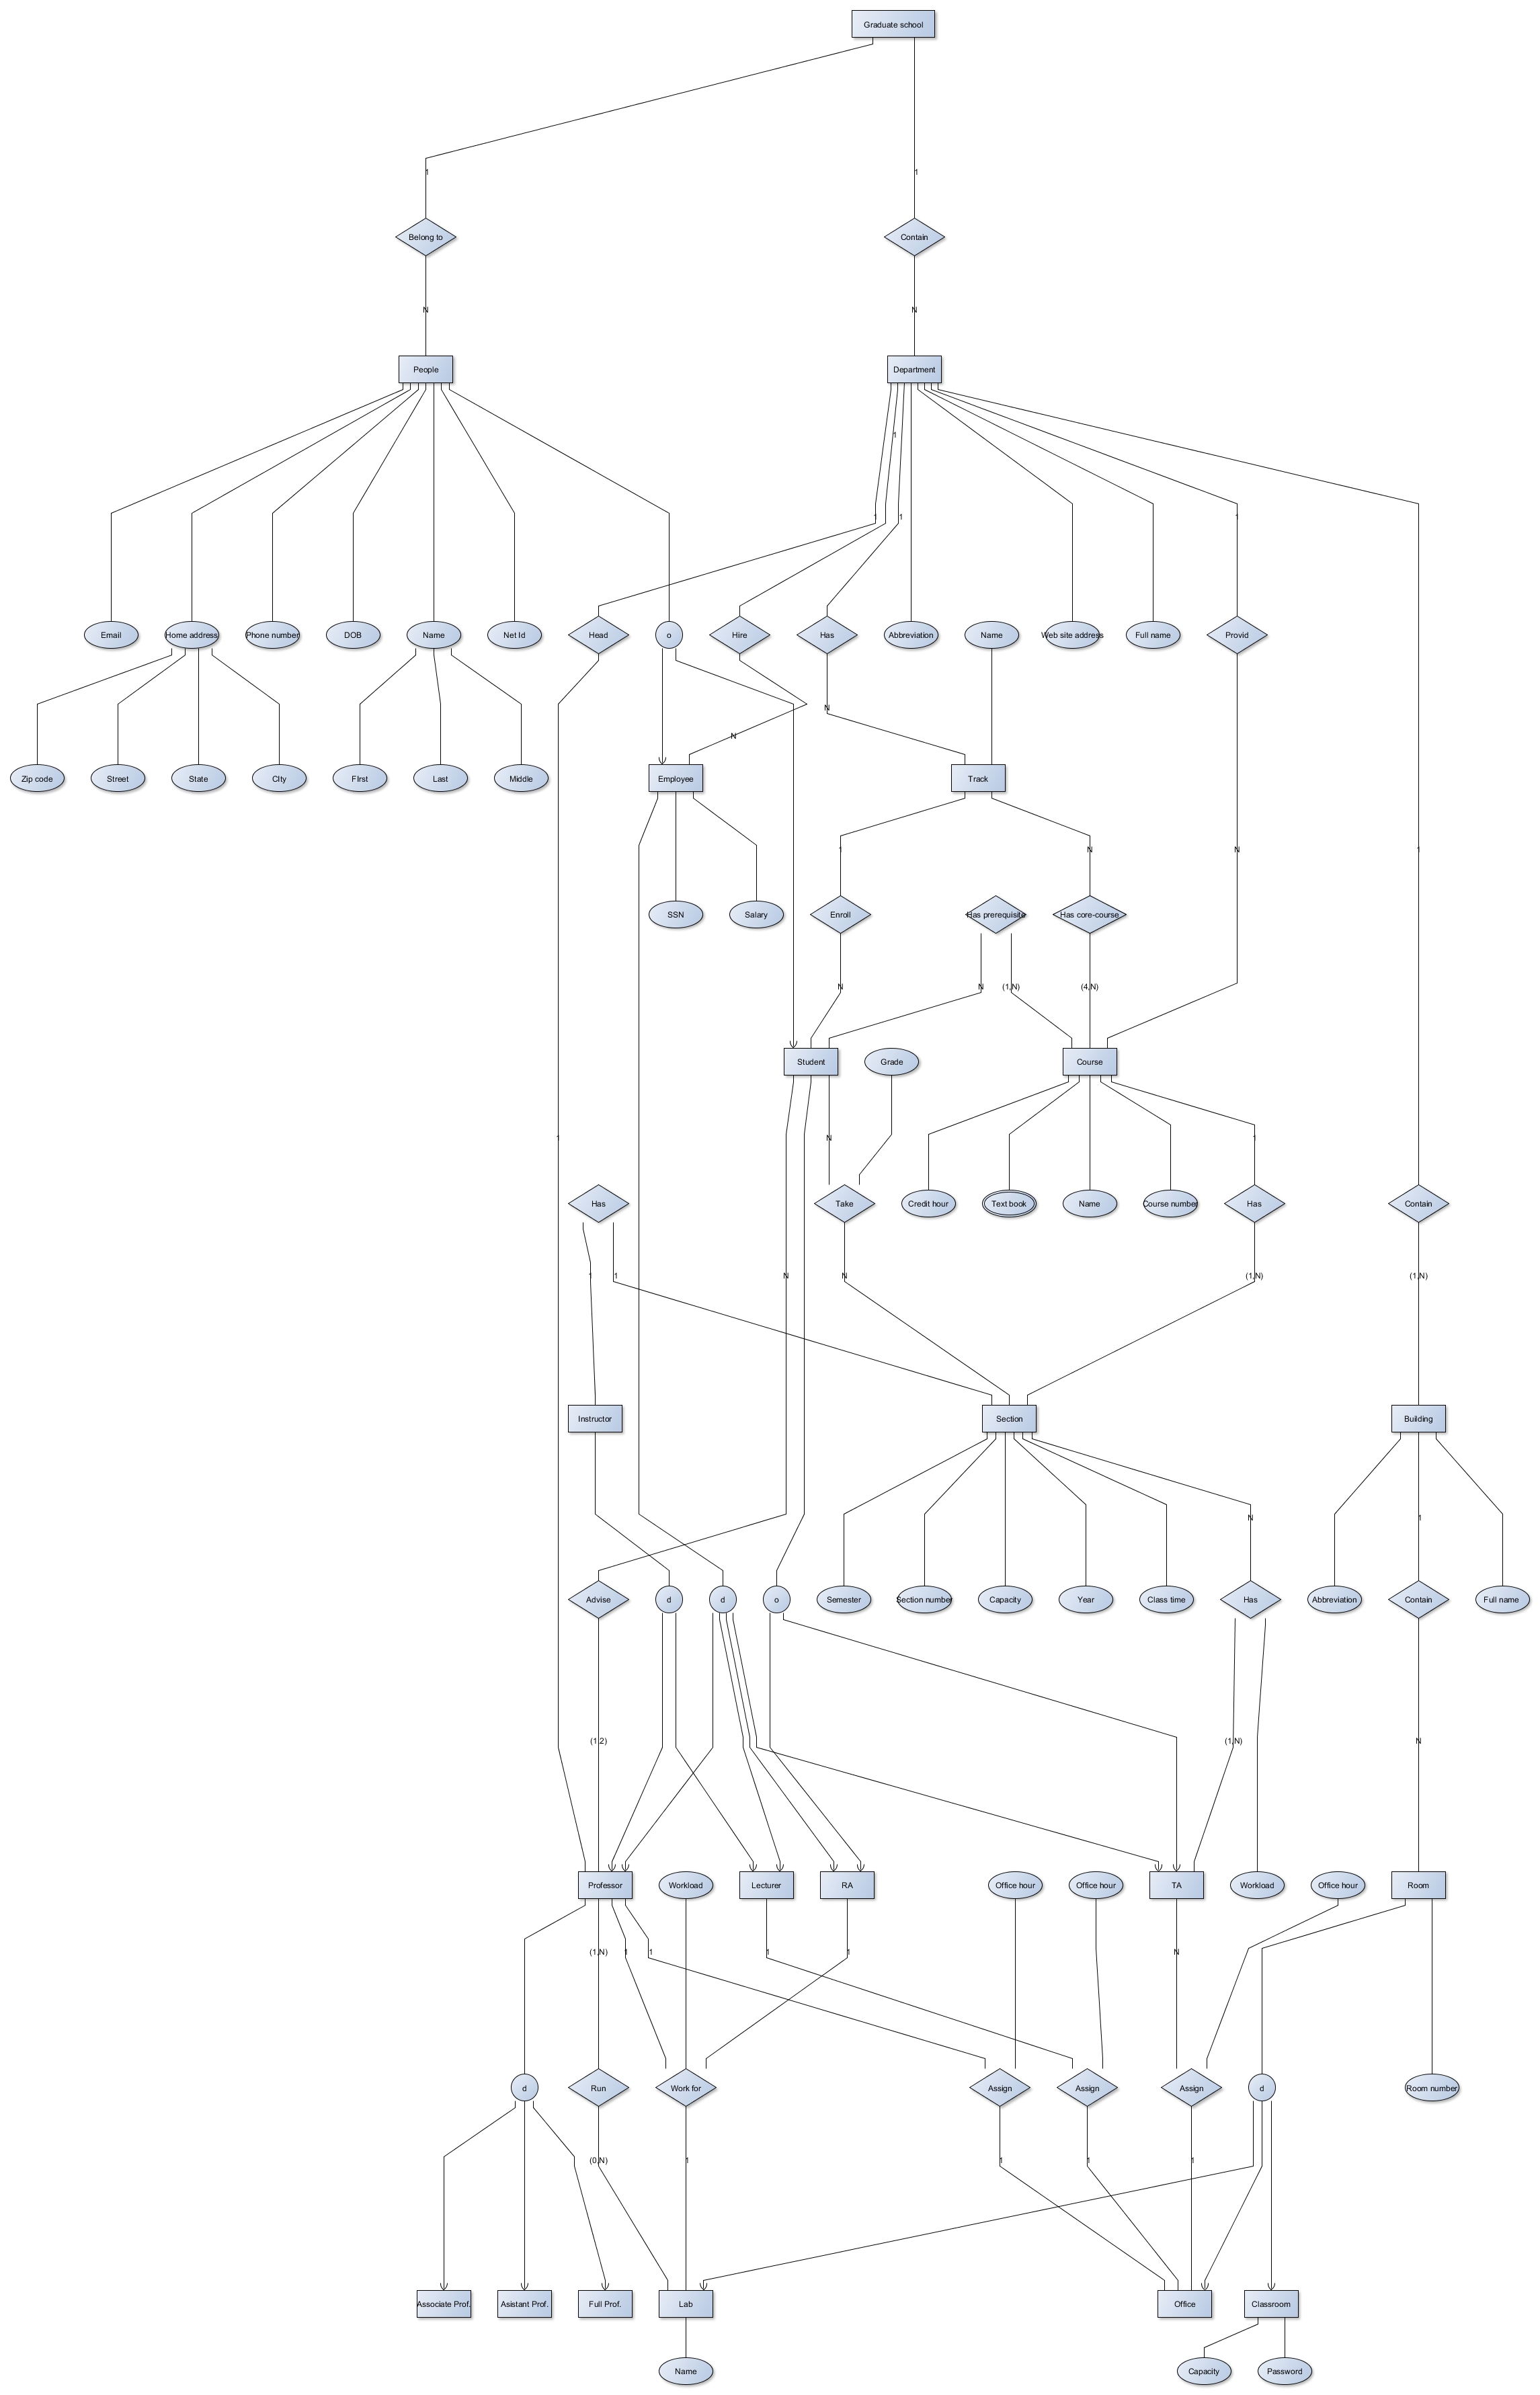 Graduate school
1
1
Belong to
Contain
N
N
People
Department
1
1
1
1
Email
Home address
Phone number
DOB
Name
Net Id
Head
o
Hire
Has
Abbreviation
Name
Web site address
Full name
Provid
N
N
Zip code
Street
State
CIty
FIrst
Last
Middle
Employee
Track
1
N
N
1
SSN
Salary
Enroll
Has prerequisite
Has core-course
N
N
(1,N)
(4,N)
Student
Grade
Course
1
N
1
Has
Take
Credit hour
Text book
Name
Course number
Has
Contain
1
1
N
N
(1,N)
(1,N)
Instructor
Section
Building
N
1
Advise
d
d
o
Semester
Section number
Capacity
Year
Class time
Has
Abbreviation
Contain
Full name
(1,2)
(1,N)
N
Professor
Workload
Lecturer
RA
Office hour
Office hour
TA
Workload
Office hour
Room
(1,N)
1
1
1
1
N
d
Run
Work for
Assign
Assign
Assign
d
Room number
(0,N)
1
1
1
1
Associate Prof.
Asistant Prof.
Full Prof.
Lab
Office
Classroom
Name
Capacity
Password